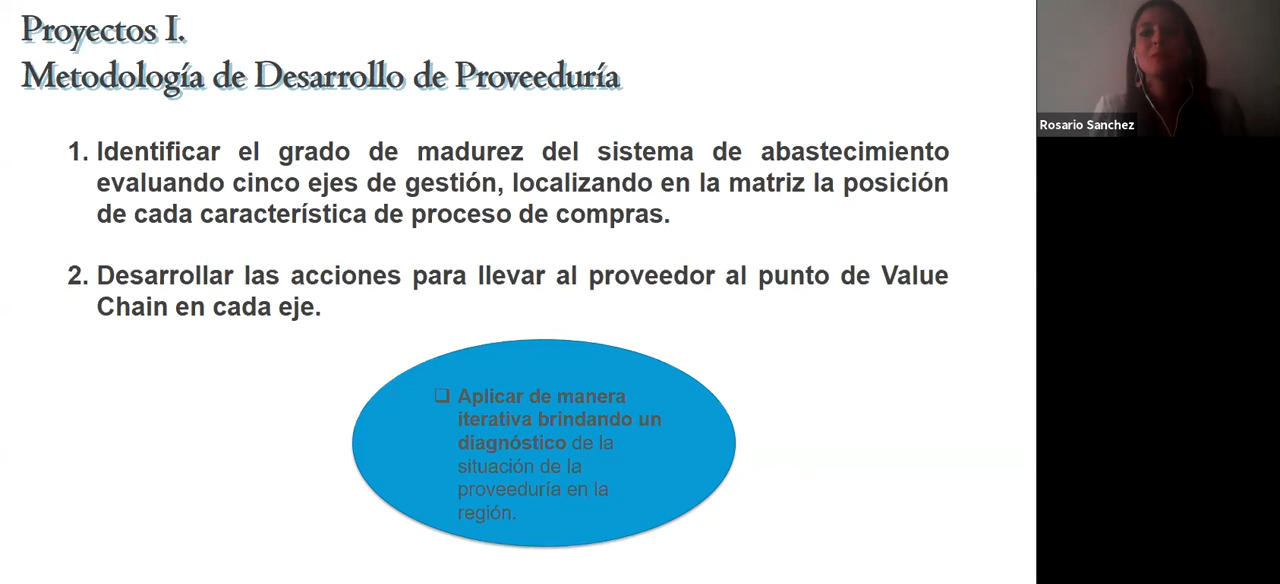 Proyectos I.
Metodología de Desarrollo de Proveeduría
1. Identificar el grado de madurez del sistema de abastecimiento
evaluando cinco ejes de gestión, localizando en la matriz la posición
de cada característica de proceso de compras.
2. Desarrollar las acciones para llevar al proveedor al punto de Value
Chain en cada eje.
❑ Aplicar de manera
iterativa brindando un
diagnóstico de la
situación de la
proveeduría en la
región.
Rosario Sanchez